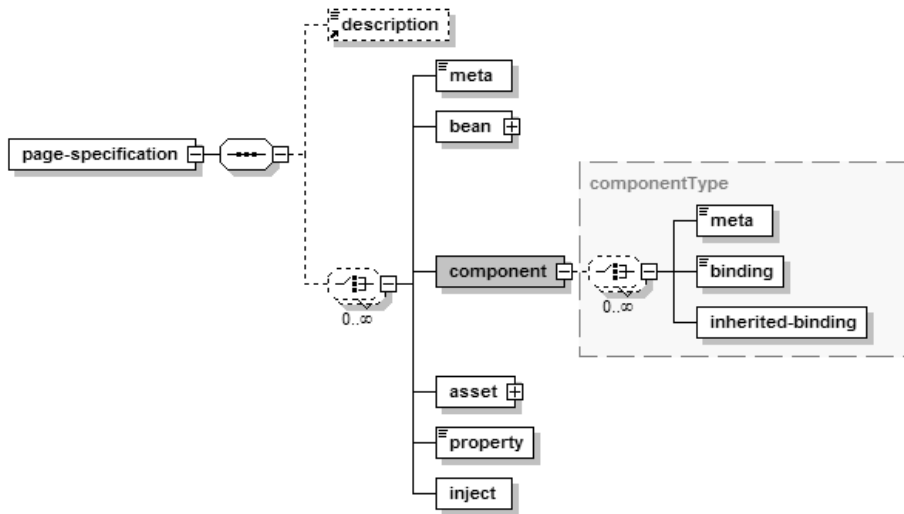 description
meta
bean
page-specification
componentType
meta
component
binding
0..∞
0..∞
inherited-binding
asset
property
inject